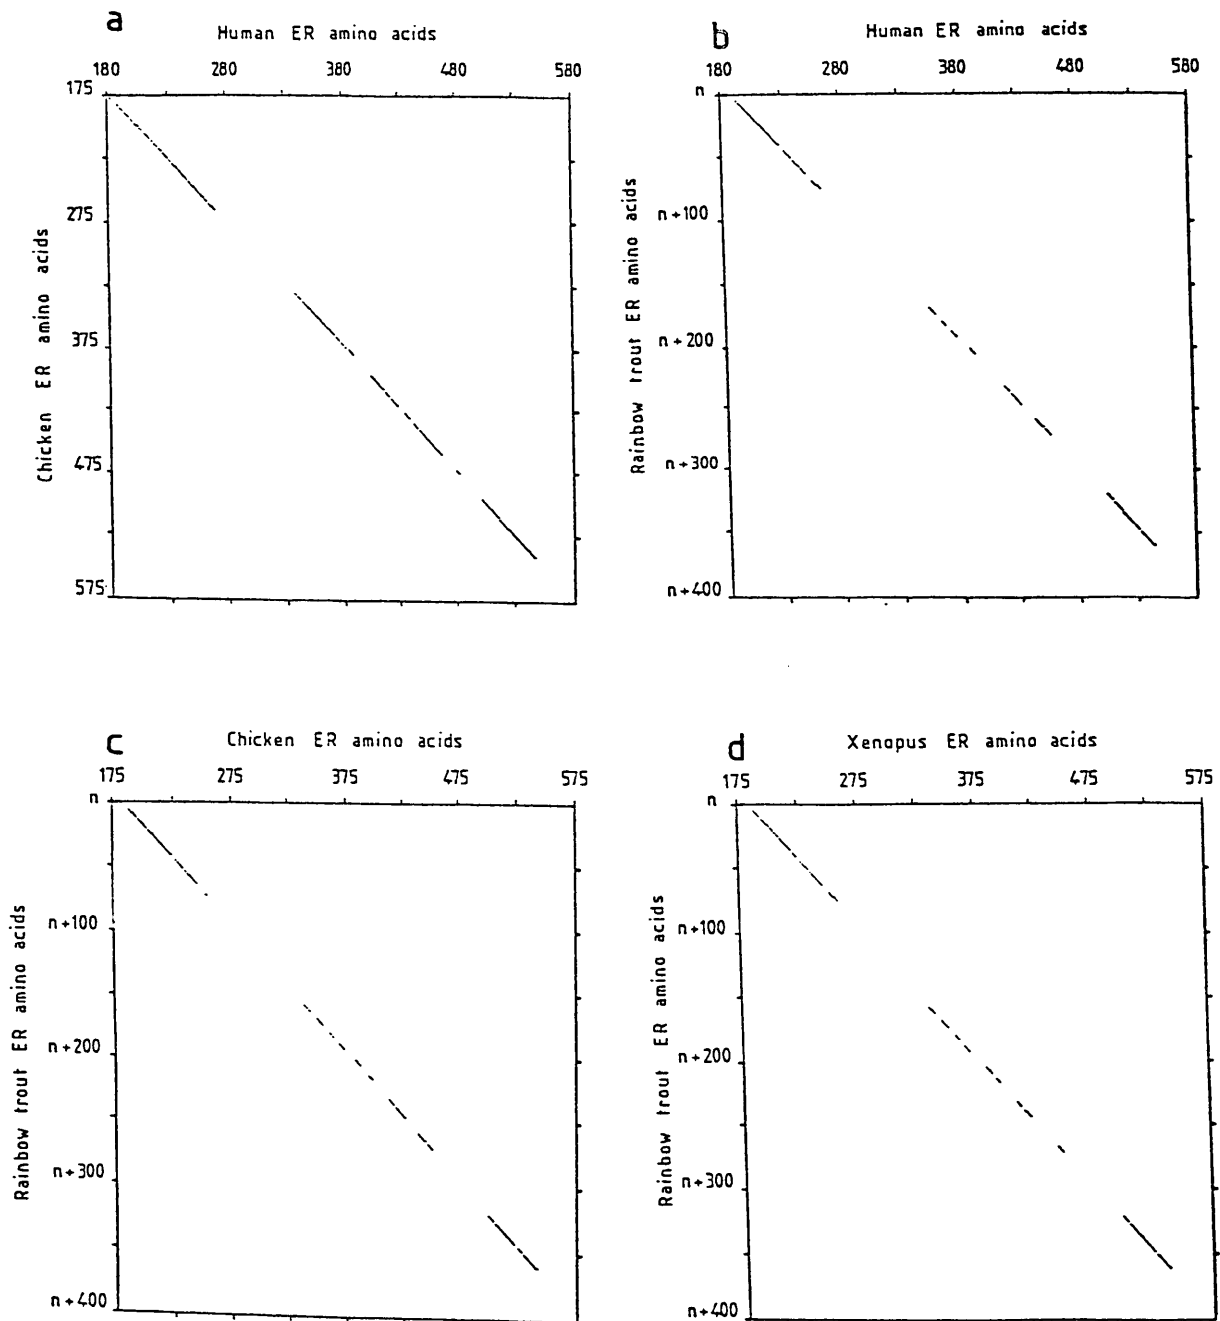 a
Human ER amino acids
180 280 380 480 580
175
275
375
475
575
Chicken ER amino acids
b
Human ER amino acids
180 280 380 480 580
n
n+100
n+200
n+300
n+400
Rainbow trout ER amino acids
c
Chicken ER amino acids
175 275 375 475 575
n
n+100
n+200
n+300
n+400
Rainbow trout ER amino acids
d
Xenopus ER amino acids
175 275 375 475 575
n
n+100
n+200
n+300
n+400
Rainbow trout ER amino acids